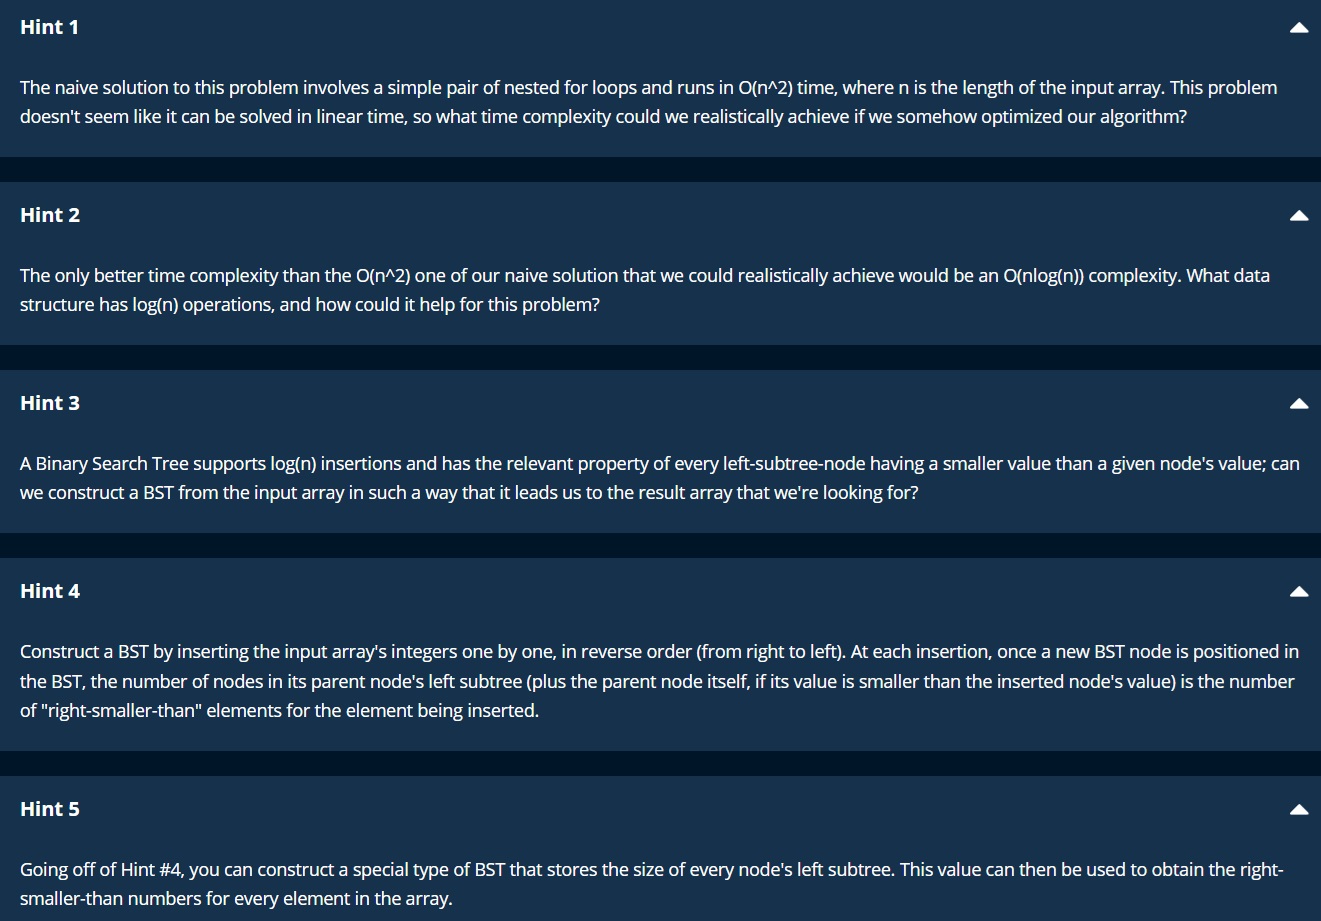 Hint 1
The naive solution to this problem involves a simple pair of nested for loops and runs in O(n^2) time, where n is the length of the input array. This problem
doesn't seem like it can be solved in linear time, so what time complexity could we realistically achieve if we somehow optimized our algorithm?
Hint 2
The only better time complexity than the O(n^2) one of our naive solution that we could realistically achieve would be an O(nlog(n)) complexity. What data
structure has log(n) operations, and how could it help for this problem?
Hint 3
A Binary Search Tree supports log(n) insertions and has the relevant property of every left-subtree-node having a smaller value than a given node's value; can
we construct a BST from the input array in such a way that it leads us to the result array that we're looking for?
Hint 4
Construct a BST by inserting the input array's integers one by one, in reverse order (from right to left). At each insertion, once a new BST node is positioned in
the BST, the number of nodes in its parent node's left subtree (plus the parent node itself, if its value is smaller than the inserted node's value) is the number
of "right-smaller-than" elements for the element being inserted.
Hint 5
Going off of Hint #4, you can construct a special type of BST that stores the size of every node's left subtree. This value can then be used to obtain the right-
smaller-than numbers for every element in the array.